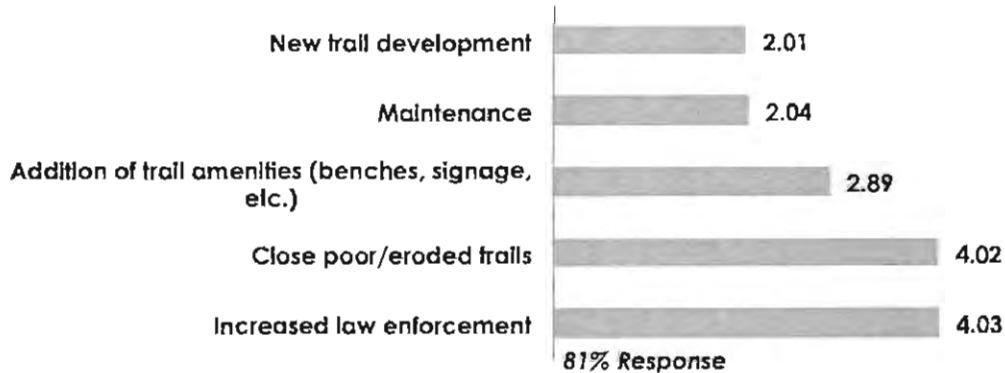 New trail development 2.01
Maintenance 2.04
Addition of trail amenities (benches, signage,
etc.) 2.89
Close poor/eroded trails 4.02
Increased law enforcement 4.03
81% Response